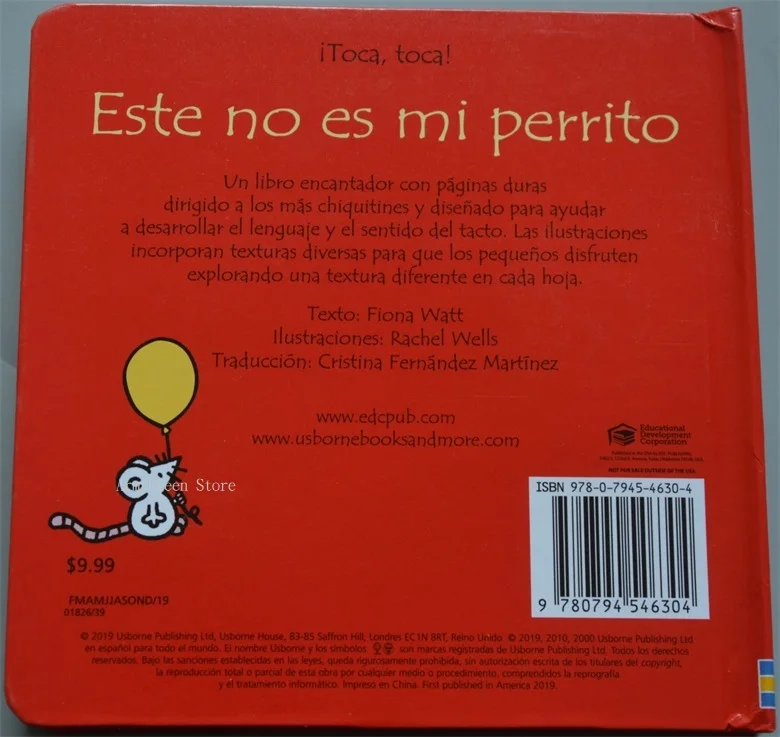 ¡Toca, toca!
Este no es mi perrito
Un libro encantador con páginas duras
dirigido a los más chiquitines y diseñado para ayudar
a desarrollar el lenguaje y el sentido del tacto. Las ilustraciones
incorporan texturas diversas para que los pequeños disfruten
explorando una textura diferente en cada hoja.
Texto: Fiona Watt
Ilustraciones: Rachel Wells
Traducción: Cristina Fernández Martínez
www.edcpub.com
www.usbornebooksandmore.com
Educational
Development
Corporation
NOT FOR SALE OUTSIDE OF THE USA
Store
ISBN 978-0-7945-4630-4
9 780794 546304
$9.99
FMAMJJASOND/19
01826/39
© 2019 Usborne Publishing Ltd, Usborne House, 83-85 Saffron Hill, Londres EC1N 8RT, Reino Unido © 2019, 2010, 2000 Usborne Publishing Ltd.
en español para todo el mundo. El nombre Usborne y los símbolos son marcas registradas de Usborne Publishing Ltd. Todos los derechos
reservados. Bajo las sanciones establecidas en las leyes, queda rigurosamente prohibida, sin autorización escrita de los titulares del copyright,
la reproducción total o parcial de esta obra por cualquier medio o procedimiento, comprendidos la reprografía
y el tratamiento informático. Impreso en China. First published in America 2019.